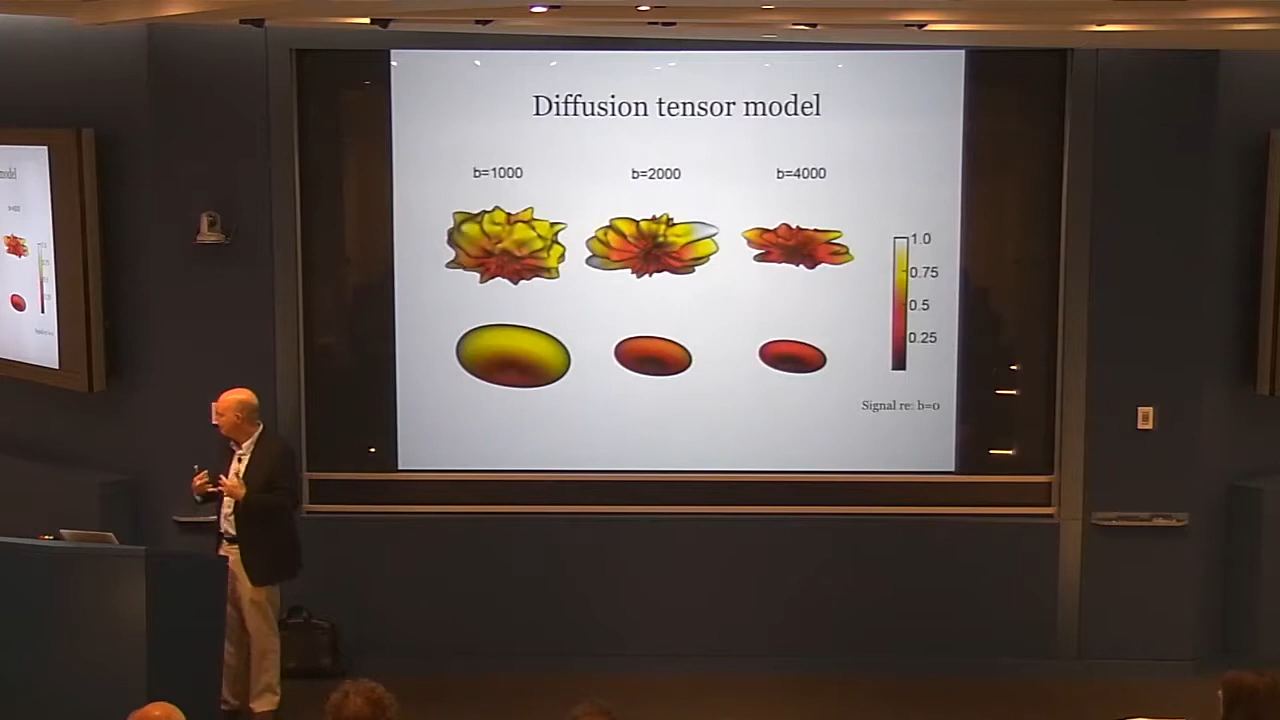 Diffusion tensor model
b=1000
b=2000
b=4000
1.0
0.75
0.5
0.25
Signal re: b=0